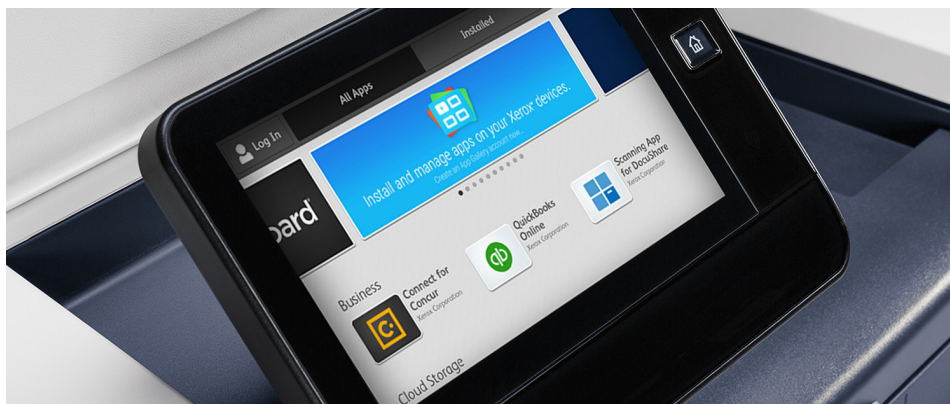 Log In
All Apps
Installed
Install and manage apps on your Xerox® devices.
Create an App Gallery account now...
Business
Connect for
Concur
Xerox Corporation
QuickBooks
Online
Xerox Corporation
Scanning App
for DocuShare
Xerox Corporation
Cloud Storage